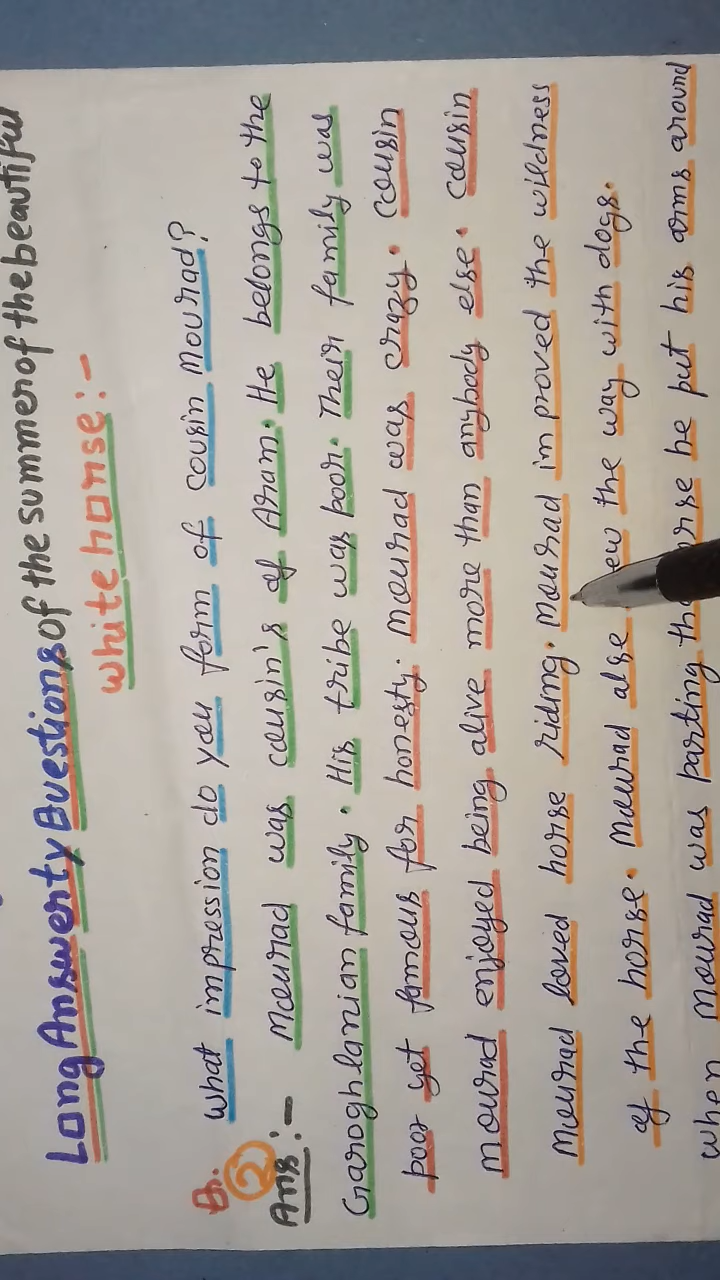 Long Answer ty Questions of the summer of the beautiful
white horse:-
Q. 2 What impression do you form of cousin Mourad?
Ans:- Mourad was cousin's of Aram. He belongs to the
Garoghlanian family. His tribe was poor. Their family was
poor yet famous for honesty. Mourad was crazy. Cousin
Mourad enjoyed being alive more than anybody else. Cousin
Mourad loved horse riding. Mourad improved the wildness
of the horse. Mourad alse the way with dogs.
when Mourad was parting he put his arms around